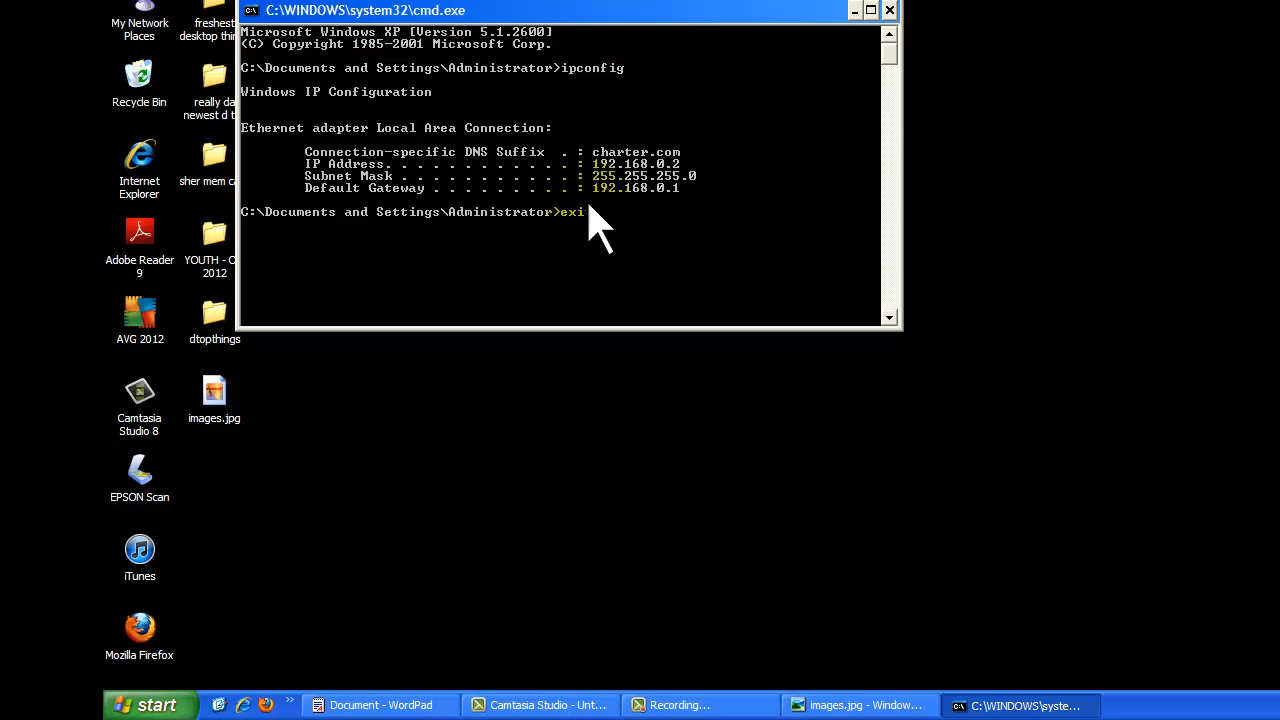 C:\WINDOWS\system32\cmd.exe
Microsoft Windows XP [Version 5.1.2600]
(C) Copyright 1985-2001 Microsoft Corp.
C:\Documents and Settings\Administrator>ipconfig
Windows IP Configuration
Ethernet adapter Local Area Connection:
Connection-specific DNS Suffix . : charter.com
IP Address. . . . . . . . . . . . : 192.168.0.2
Subnet Mask . . . . . . . . . . . : 255.255.255.0
Default Gateway . . . . . . . . . : 192.168.0.1
C:\Documents and Settings\Administrator>exi
My Network
Places
freshest
desktop thin
Recycle Bin
really da
newest d t
Internet
Explorer
sher mem ca
Adobe Reader
9
YOUTH - O
2012
AVG 2012
dtopthings
Camtasia
Studio 8
images.jpg
EPSON Scan
iTunes
Mozilla Firefox
start
Document - WordPad
Camtasia Studio - Unt...
Recording...
images.jpg - Window...
C:\WINDOWS\syste...